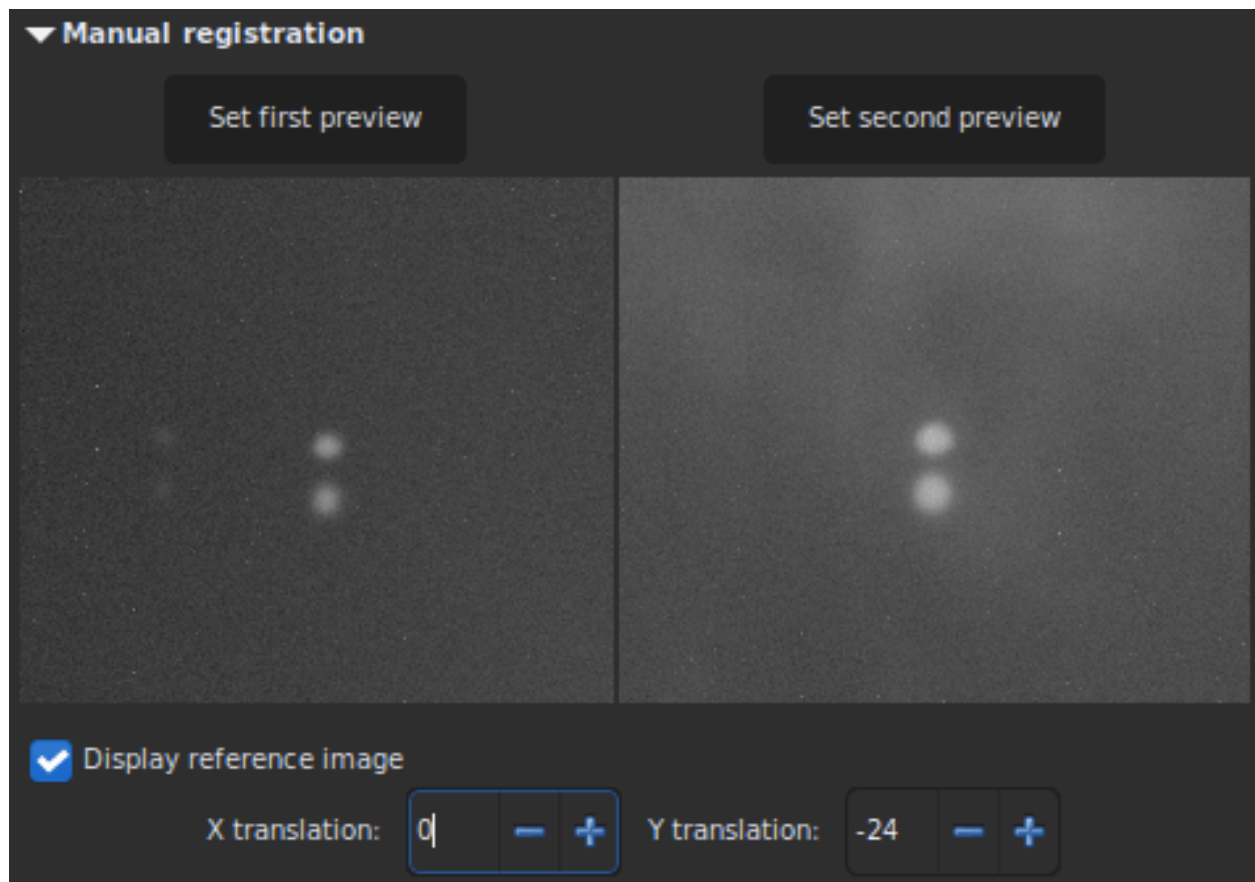 Manual registration
Set first preview
Set second preview
Display reference image
X translation: 0
Y translation: -24